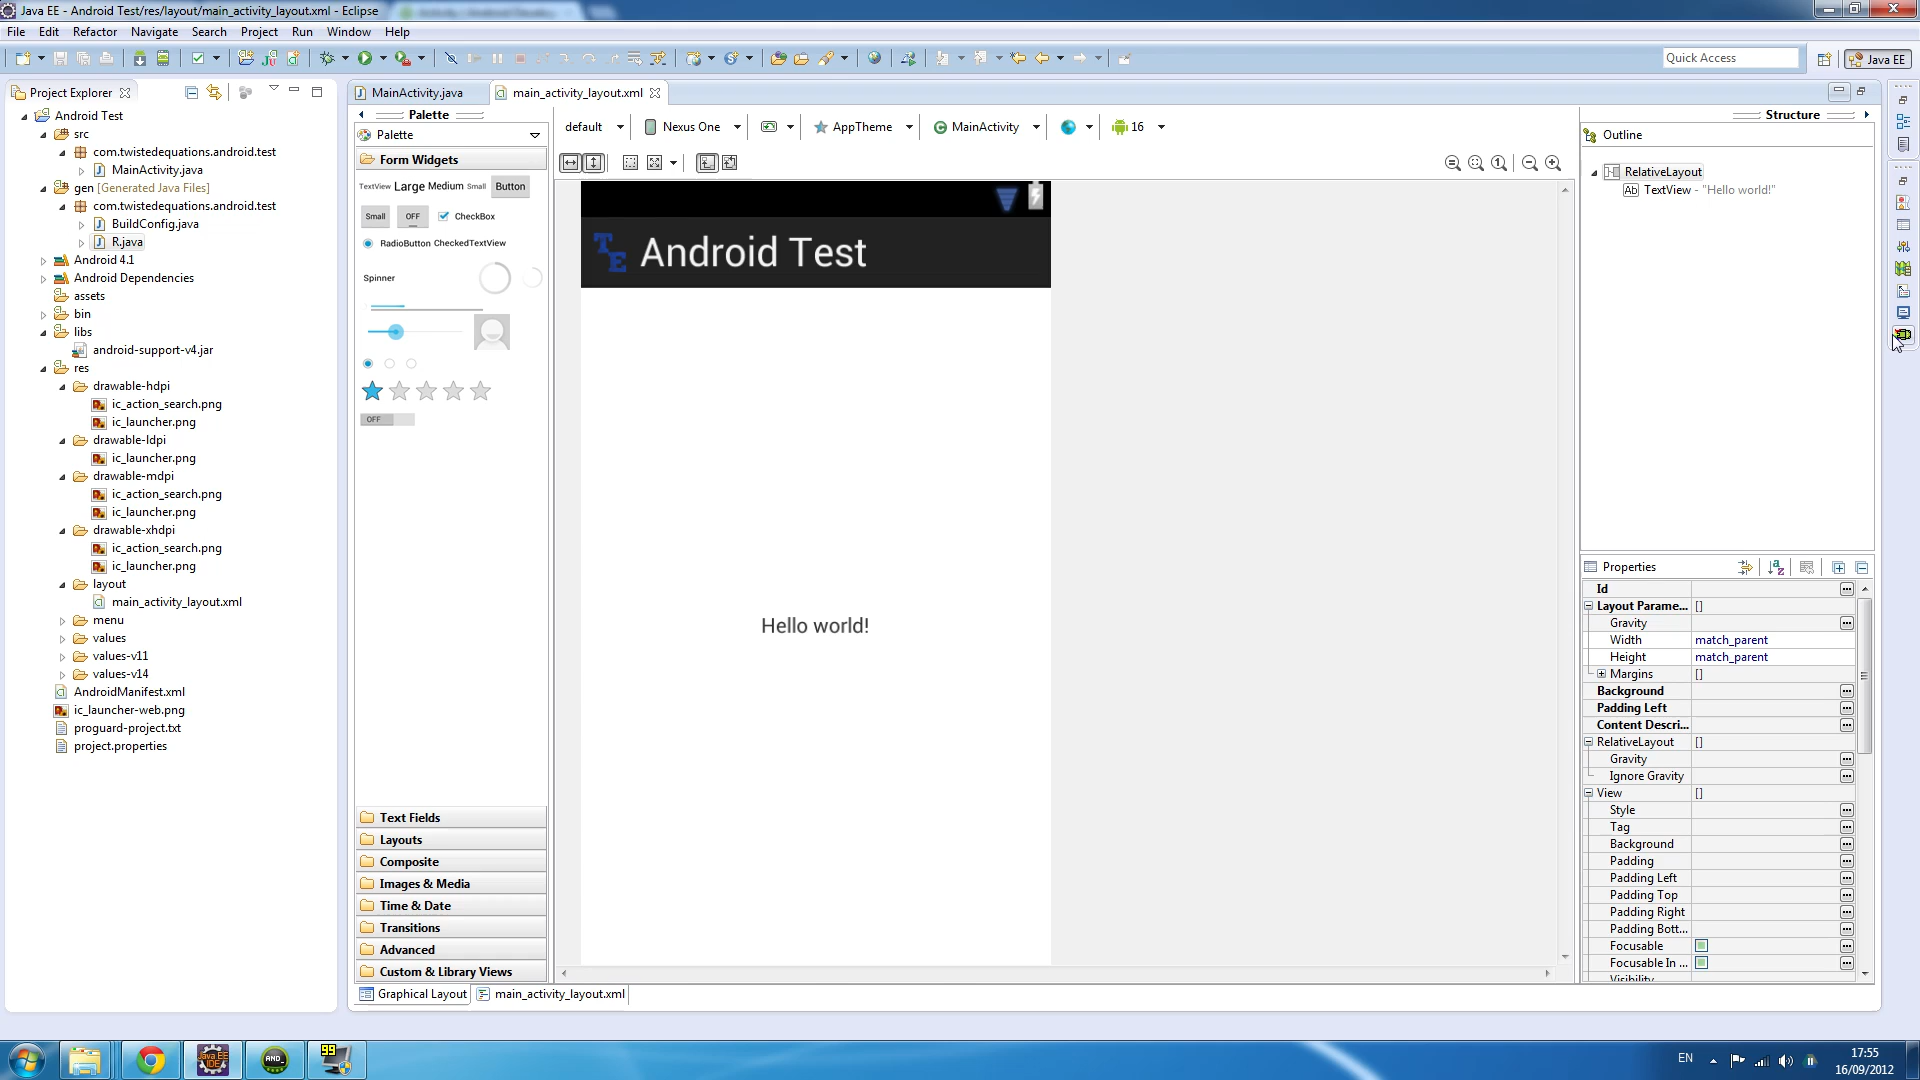 Java EE - Android Test/res/layout/main_activity_layout.xml - Eclipse
File Edit Refactor Navigate Search Project Run Window Help
Quick Access
Java EE
Project Explorer
Android Test
src
com.twistedequations.android.test
MainActivity.java
gen [Generated Java Files]
com.twistedequations.android.test
BuildConfig.java
R.java
Android 4.1
Android Dependencies
assets
bin
libs
android-support-v4.jar
res
drawable-hdpi
ic_action_search.png
ic_launcher.png
drawable-ldpi
ic_launcher.png
drawable-mdpi
ic_action_search.png
ic_launcher.png
drawable-xhdpi
ic_action_search.png
ic_launcher.png
layout
main_activity_layout.xml
menu
values
values-v11
values-v14
AndroidManifest.xml
ic_launcher-web.png
proguard-project.txt
project.properties
MainActivity.java
main_activity_layout.xml
Palette
Palette
Form Widgets
TextView Large Medium Small Button
Small OFF CheckBox
RadioButton CheckedTextView
Spinner
OFF
Text Fields
Layouts
Composite
Images & Media
Time & Date
Transitions
Advanced
Custom & Library Views
Graphical Layout
main_activity_layout.xml
default Nexus One AppTheme MainActivity 16
TE Android Test
Hello world!
Structure
Outline
RelativeLayout
Ab TextView - "Hello world!"
Properties
Id
Layout Parame... []
Gravity
Width match_parent
Height match_parent
Margins []
Background
Padding Left
Content Descri...
RelativeLayout []
Gravity
Ignore Gravity
View []
Style
Tag
Background
Padding
Padding Left
Padding Top
Padding Right
Padding Bott...
Focusable
Focusable In ...
Visibility
Java EE IDE
AND_
99
EN
17:55
16/09/2012